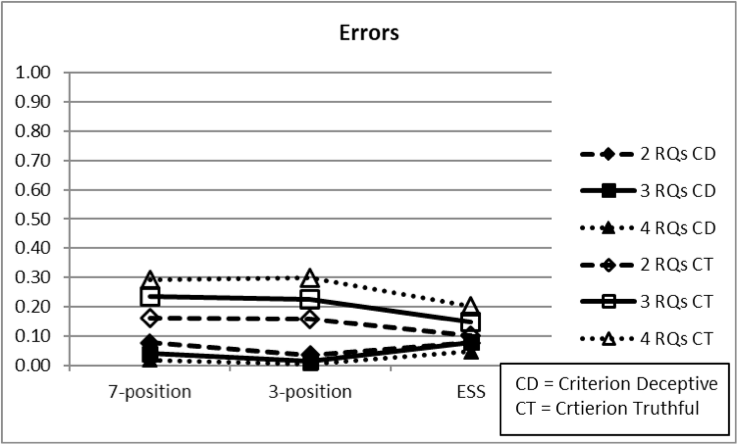 Errors
1.00
0.90
0.80
0.70
0.60
0.50
0.40
0.30
0.20
0.10
0.00
7-position
3-position
ESS
2 RQs CD
3 RQs CD
4 RQs CD
2 RQs CT
3 RQs CT
4 RQs CT
CD = Criterion Deceptive
CT = Crtierion Truthful